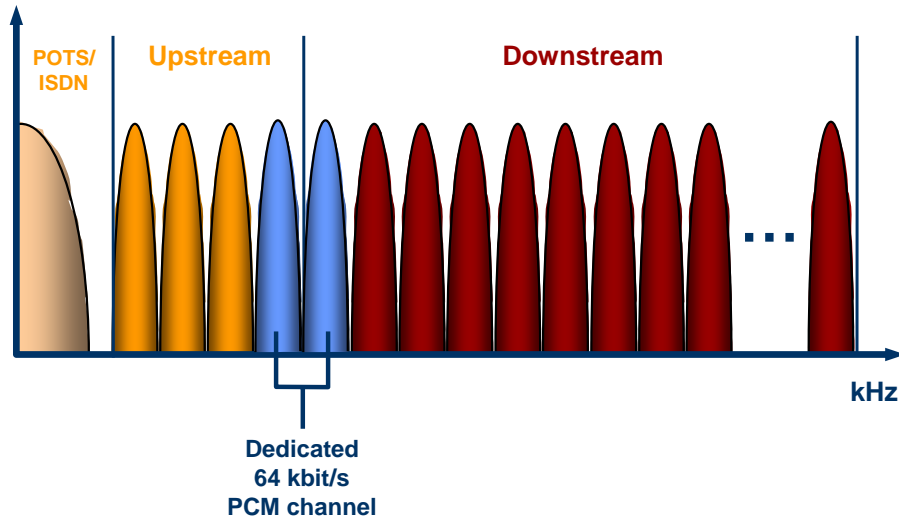 POTS/
ISDN
Upstream
Downstream
...
kHz
Dedicated
64 kbit/s
PCM channel